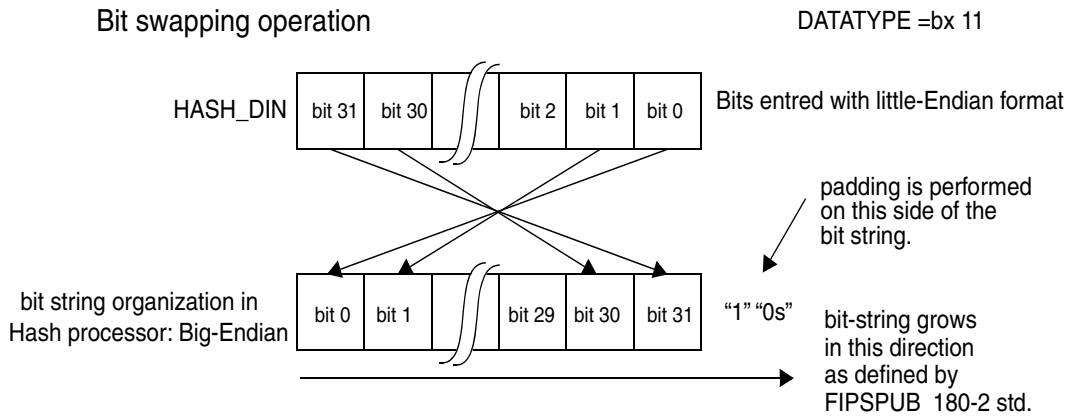 Bit swapping operation
DATATYPE =bx 11
HASH_DIN
bit 31
bit 30
bit 2
bit 1
bit 0
Bits entred with little-Endian format
padding is performed
on this side of the
bit string.
bit string organization in
Hash processor: Big-Endian
bit 0
bit 1
bit 29
bit 30
bit 31
“1” “0s”
bit-string grows
in this direction
as defined by
FIPSPUB 180-2 std.